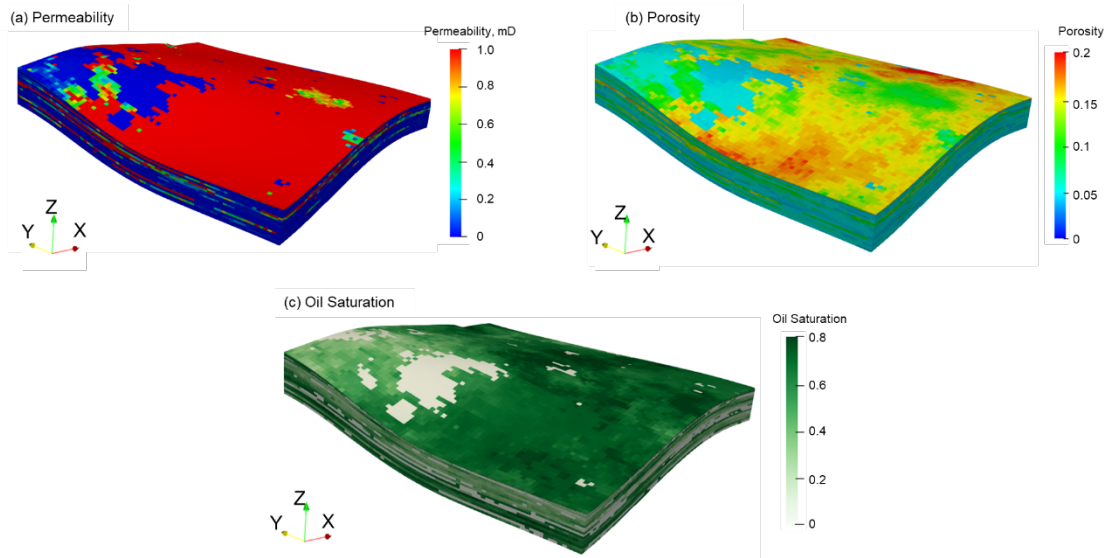 (a) Permeability
Permeability, mD
1.0
0.8
0.6
0.4
0.2
0
Z
Y
X
(b) Porosity
Porosity
0.2
0.15
0.1
0.05
0
Z
Y
X
(c) Oil Saturation
Oil Saturation
0.8
0.6
0.4
0.2
0
Z
Y
X